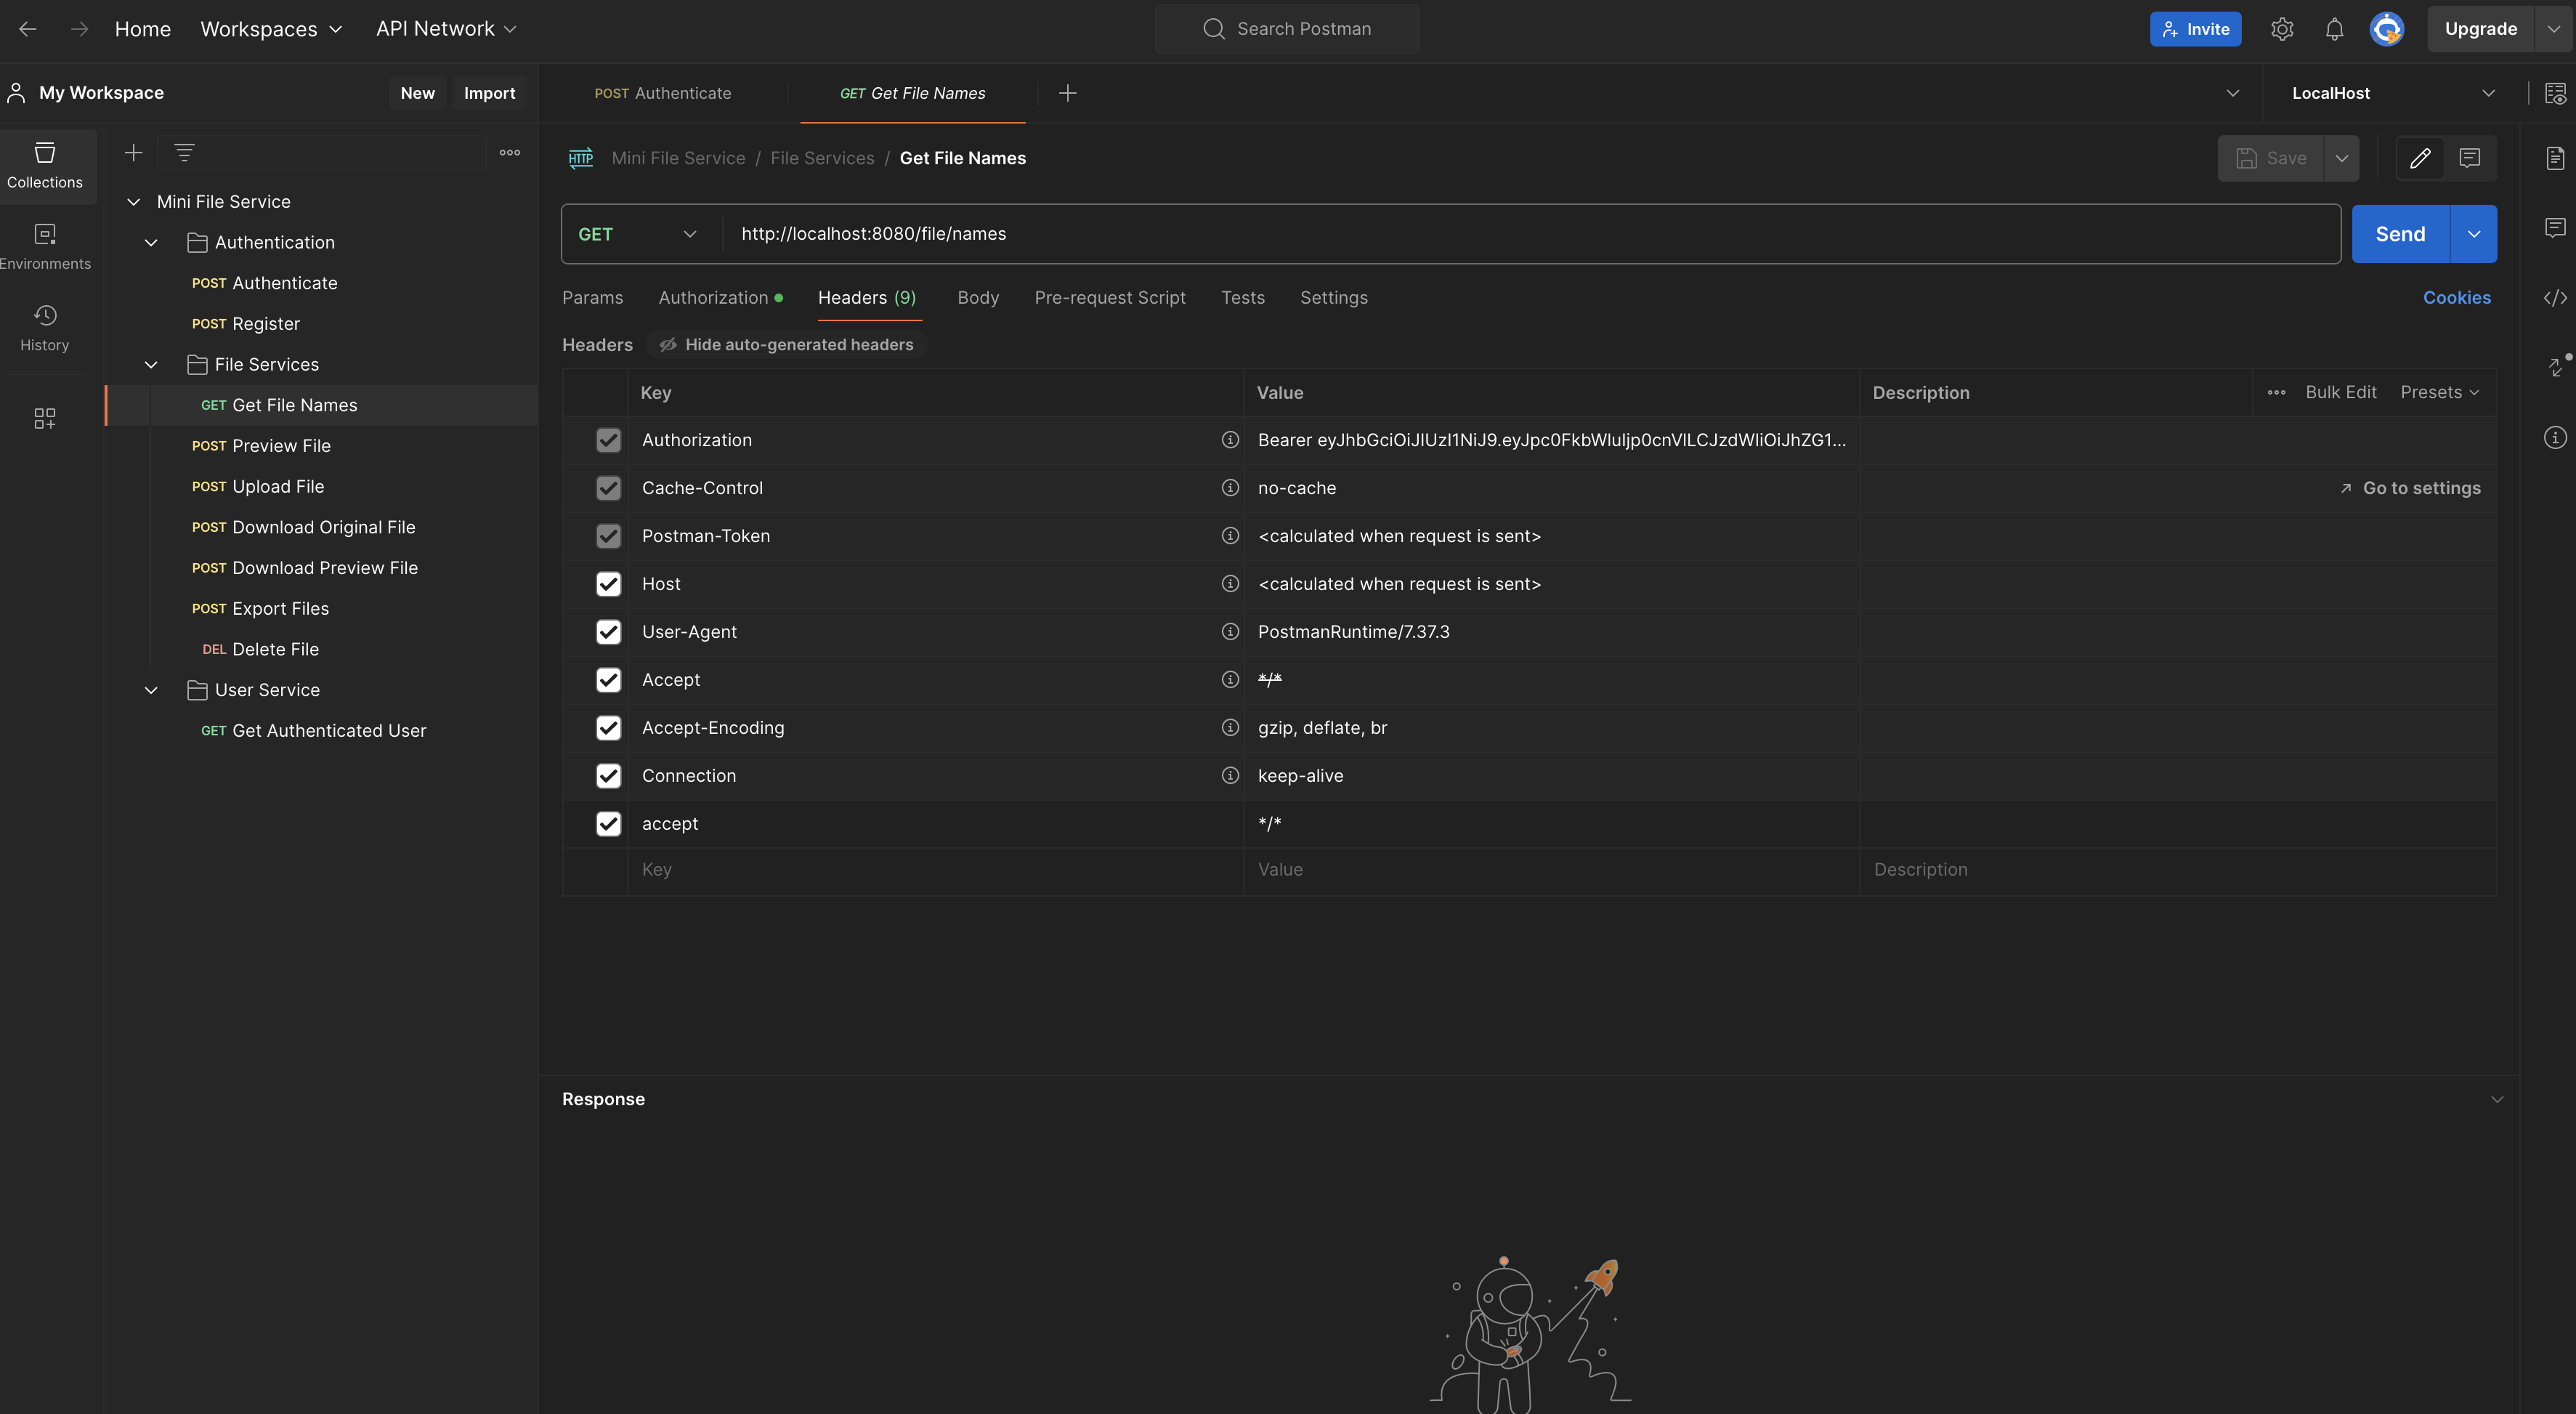 Home Workspaces API Network Search Postman Invite Upgrade
My Workspace New Import POST Authenticate GET Get File Names LocalHost
Collections
Environments
History
Mini File Service
Authentication
POST Authenticate
POST Register
File Services
GET Get File Names
POST Preview File
POST Upload File
POST Download Original File
POST Download Preview File
POST Export Files
DEL Delete File
User Service
GET Get Authenticated User
HTTP Mini File Service / File Services / Get File Names Save
GET http://localhost:8080/file/names Send
Params Authorization Headers (9) Body Pre-request Script Tests Settings Cookies
Headers Hide auto-generated headers
Key Value Description Bulk Edit Presets
Authorization Bearer eyJhbGciOiJIUzI1NiJ9.eyJpc0FkbWluIjp0cnVlLCJzdWIiOiJhZG1...
Cache-Control no-cache Go to settings
Postman-Token <calculated when request is sent>
Host <calculated when request is sent>
User-Agent PostmanRuntime/7.37.3
Accept */*
Accept-Encoding gzip, deflate, br
Connection keep-alive
accept */*
Key Value Description
Response